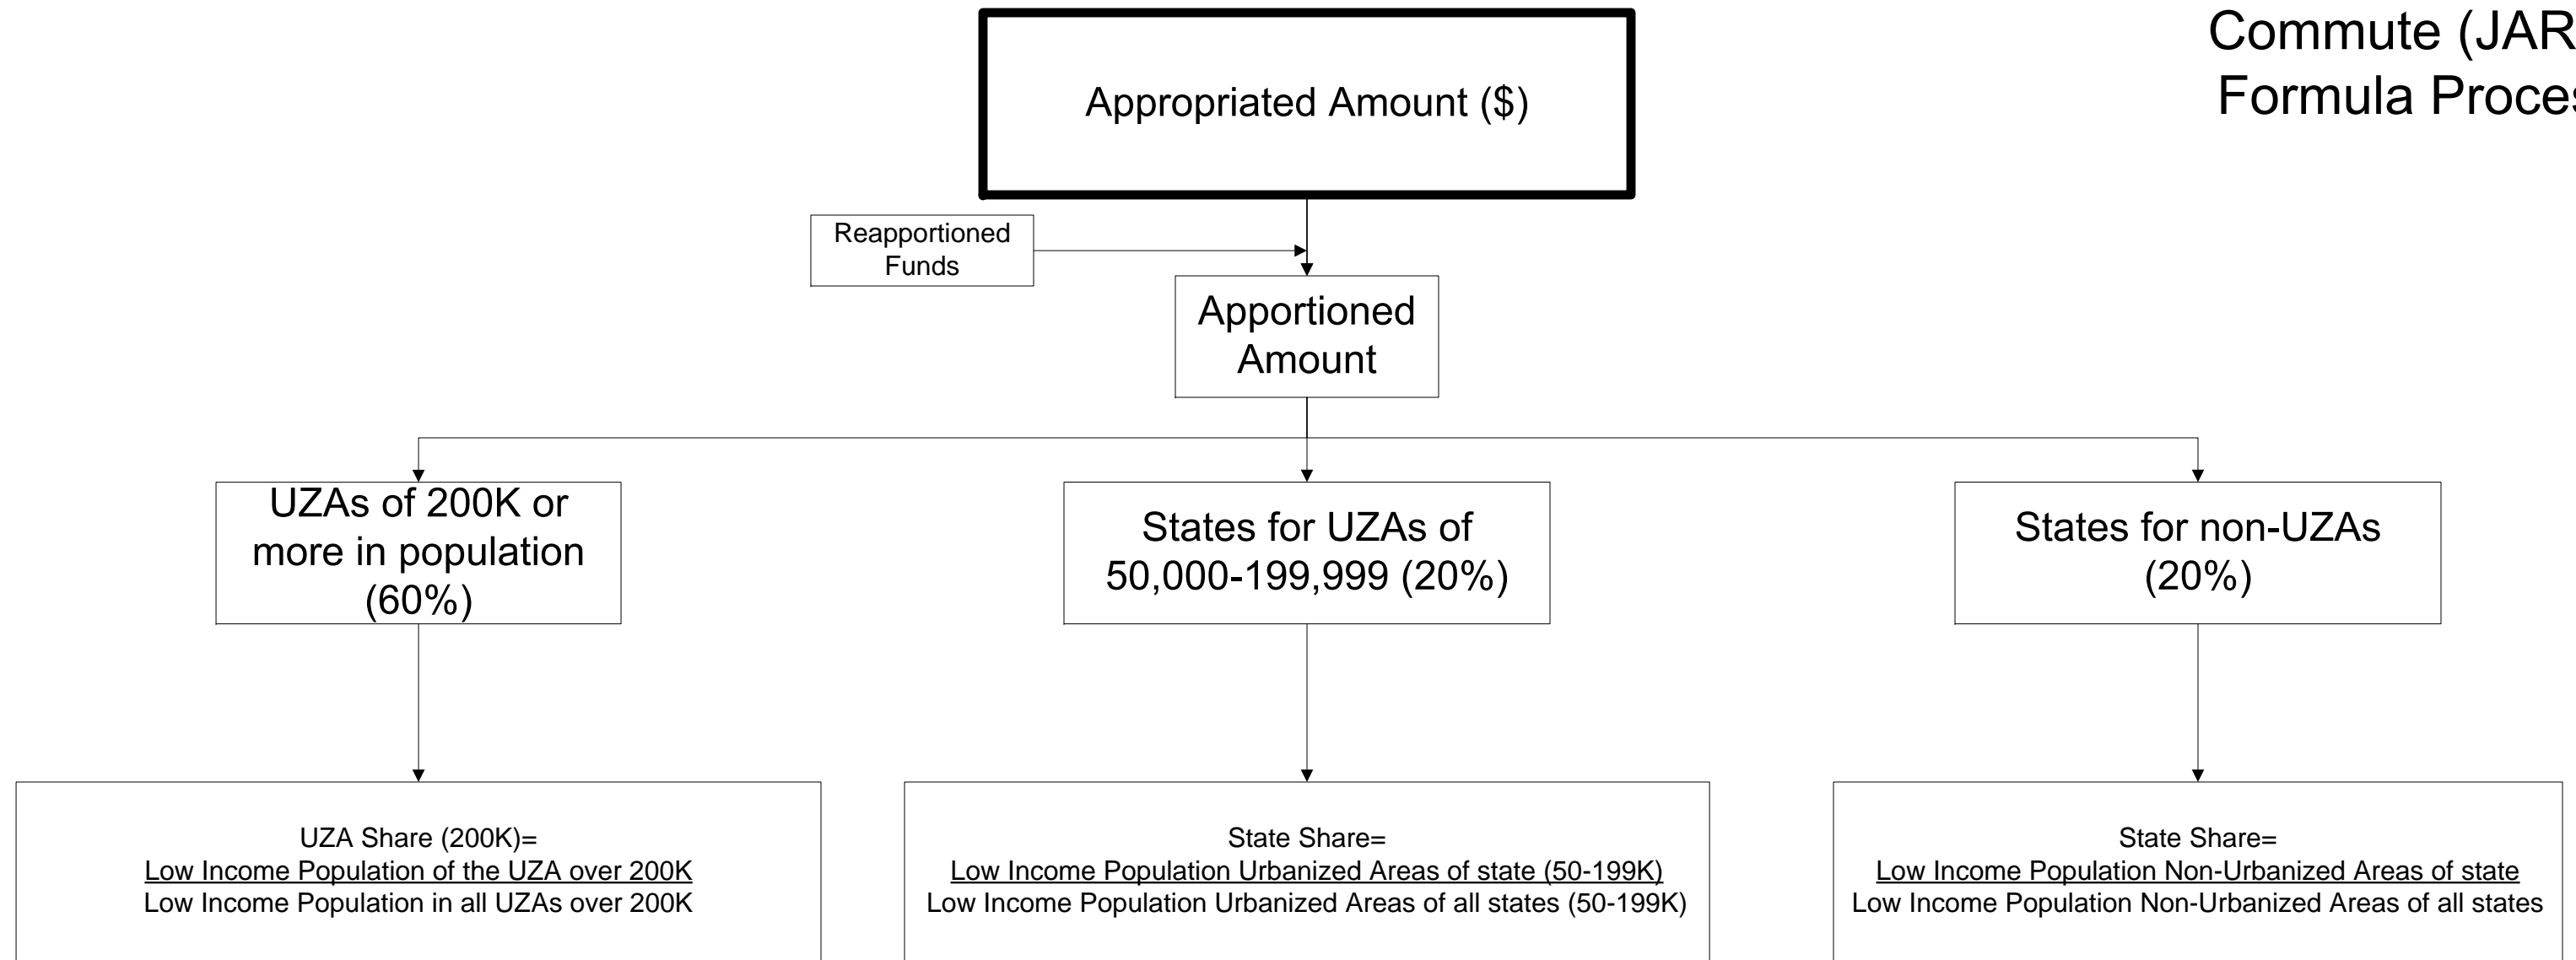 Commute (JAR
Formula Proces
Appropriated Amount ($)
Reapportioned
Funds
Apportioned
Amount
UZAs of 200K or
more in population
(60%)
States for UZAs of
50,000-199,999 (20%)
States for non-UZAs
(20%)
UZA Share (200K)=
Low Income Population of the UZA over 200K
Low Income Population in all UZAs over 200K
State Share=
Low Income Population Urbanized Areas of state (50-199K)
Low Income Population Urbanized Areas of all states (50-199K)
State Share=
Low Income Population Non-Urbanized Areas of state
Low Income Population Non-Urbanized Areas of all states